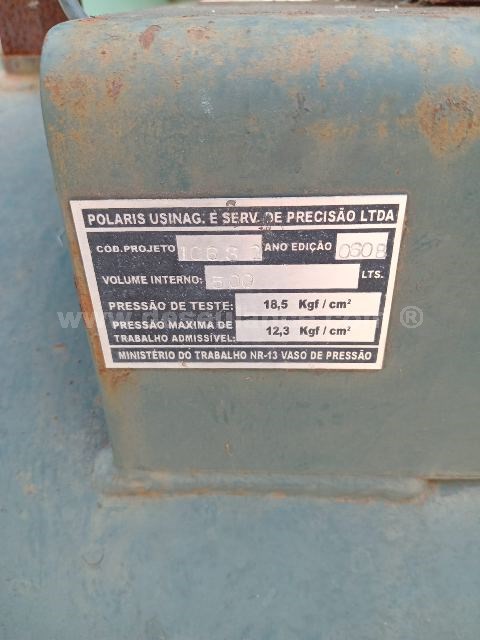 POLARIS USINAG. E SERV. DE PRECISÃO LTDA
CÓD.PROJETO ANO EDIÇÃO
VOLUME INTERNO: 500 LTS.
PRESSÃO DE TESTE: 18,5 Kgf / cm²
PRESSÃO MAXIMA DE
TRABALHO ADMISSÍVEL: 12,3 Kgf / cm²
MINISTÉRIO DO TRABALHO NR-13 VASO DE PRESSÃO